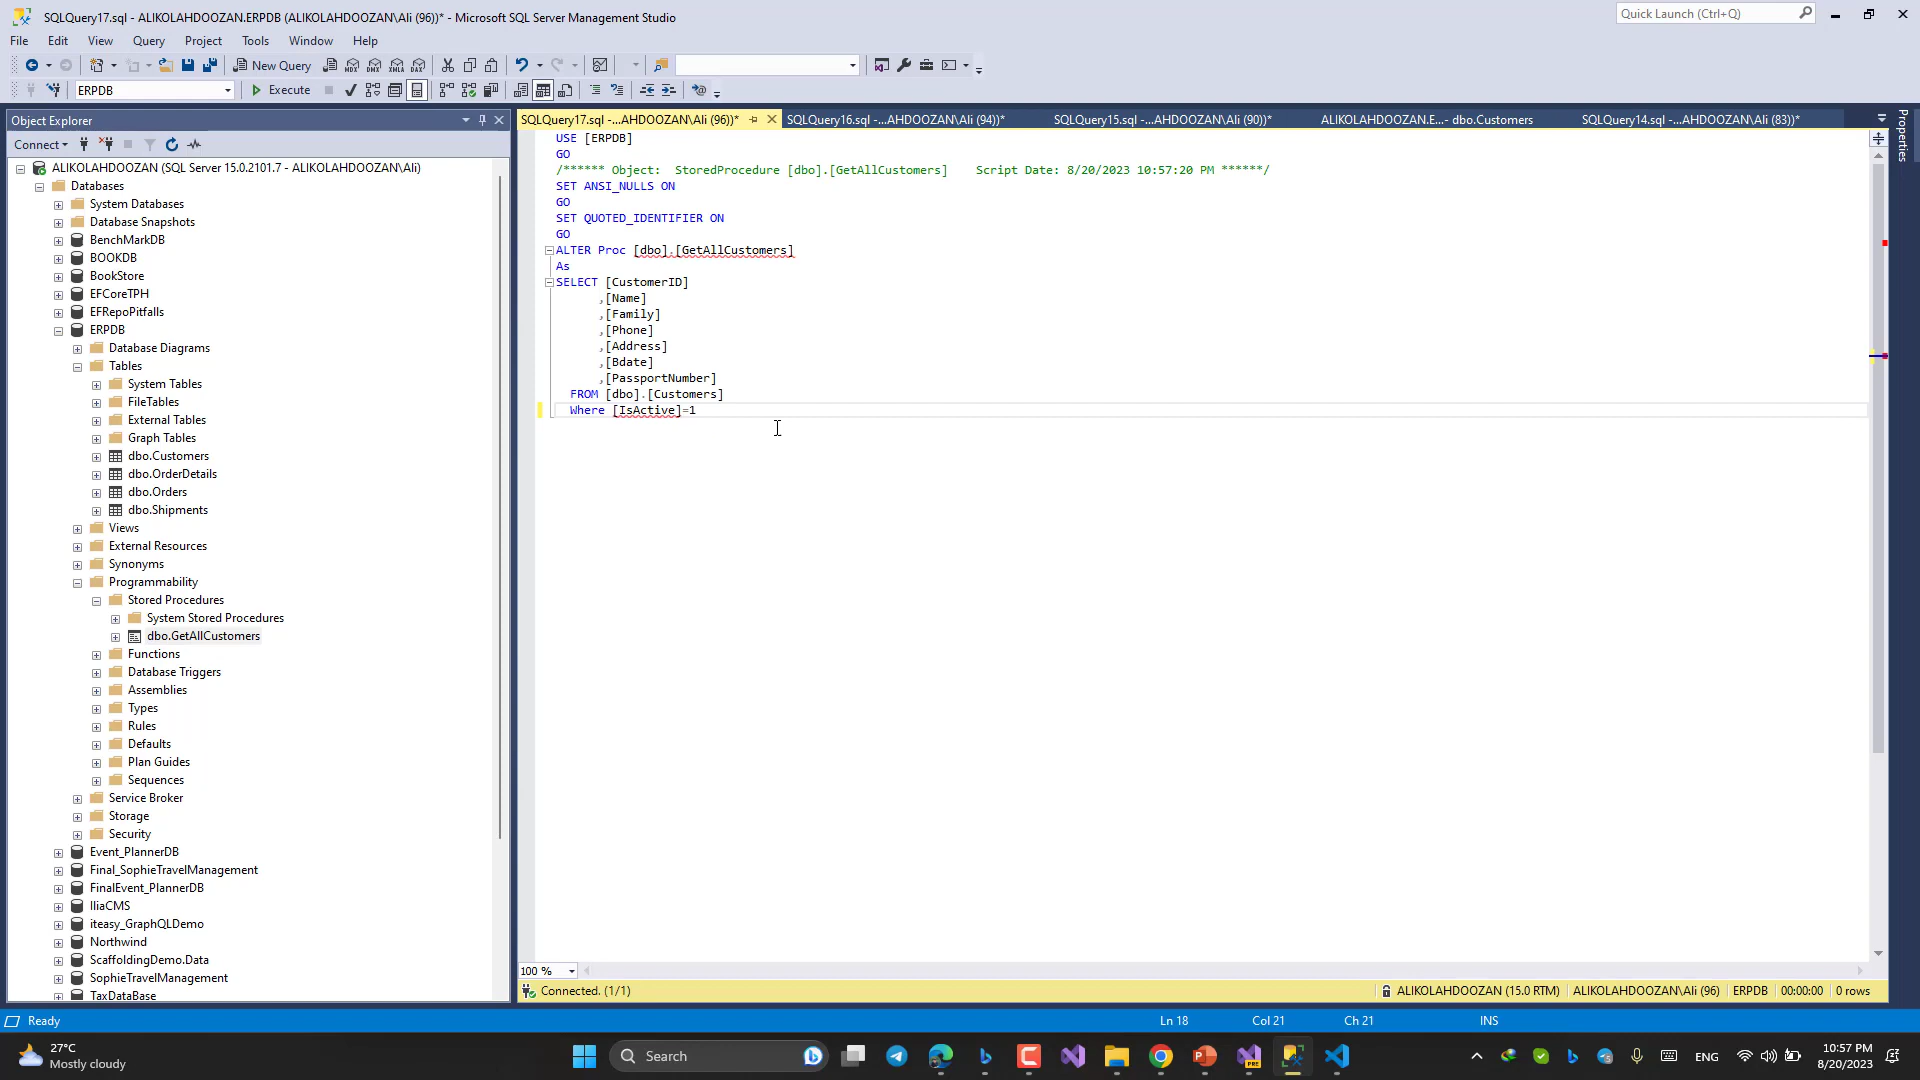 SQLQuery17.sql - ALIKOLAHDOOZAN.ERPDB (ALIKOLAHDOOZAN\Ali (96))* - Microsoft SQL Server Management Studio
Quick Launch (Ctrl+Q)
File Edit View Query Project Tools Window Help
New Query
ERPDB
Execute
Object Explorer
Connect
ALIKOLAHDOOZAN (SQL Server 15.0.2101.7 - ALIKOLAHDOOZAN\Ali)
Databases
System Databases
Database Snapshots
BenchMarkDB
BOOKDB
BookStore
EFCoreTPH
EFRepoPitfalls
ERPDB
Database Diagrams
Tables
System Tables
FileTables
External Tables
Graph Tables
dbo.Customers
dbo.OrderDetails
dbo.Orders
dbo.Shipments
Views
External Resources
Synonyms
Programmability
Stored Procedures
System Stored Procedures
dbo.GetAllCustomers
Functions
Database Triggers
Assemblies
Types
Rules
Defaults
Plan Guides
Sequences
Service Broker
Storage
Security
Event_PlannerDB
Final_SophieTravelManagement
FinalEvent_PlannerDB
IliaCMS
iteasy_GraphQLDemo
Northwind
ScaffoldingDemo.Data
SophieTravelManagement
TaxDataBase
SQLQuery17.sql -...AHDOOZAN\Ali (96))* SQLQuery16.sql -...AHDOOZAN\Ali (94))* SQLQuery15.sql -...AHDOOZAN\Ali (90))* ALIKOLAHDOOZAN.E...- dbo.Customers SQLQuery14.sql -...AHDOOZAN\Ali (83))*
Properties
USE [ERPDB]
GO
/****** Object:  StoredProcedure [dbo].[GetAllCustomers]    Script Date: 8/20/2023 10:57:20 PM ******/
SET ANSI_NULLS ON
GO
SET QUOTED_IDENTIFIER ON
GO
ALTER Proc [dbo].[GetAllCustomers]
As
SELECT [CustomerID]
,[Name]
,[Family]
,[Phone]
,[Address]
,[Bdate]
,[PassportNumber]
FROM [dbo].[Customers]
Where [IsActive]=1
100 %
Connected. (1/1)
ALIKOLAHDOOZAN (15.0 RTM) ALIKOLAHDOOZAN\Ali (96) ERPDB 00:00:00 0 rows
Ready
Ln 18 Col 21 Ch 21 INS
27°C
Mostly cloudy
Search
ENG
10:57 PM
8/20/2023